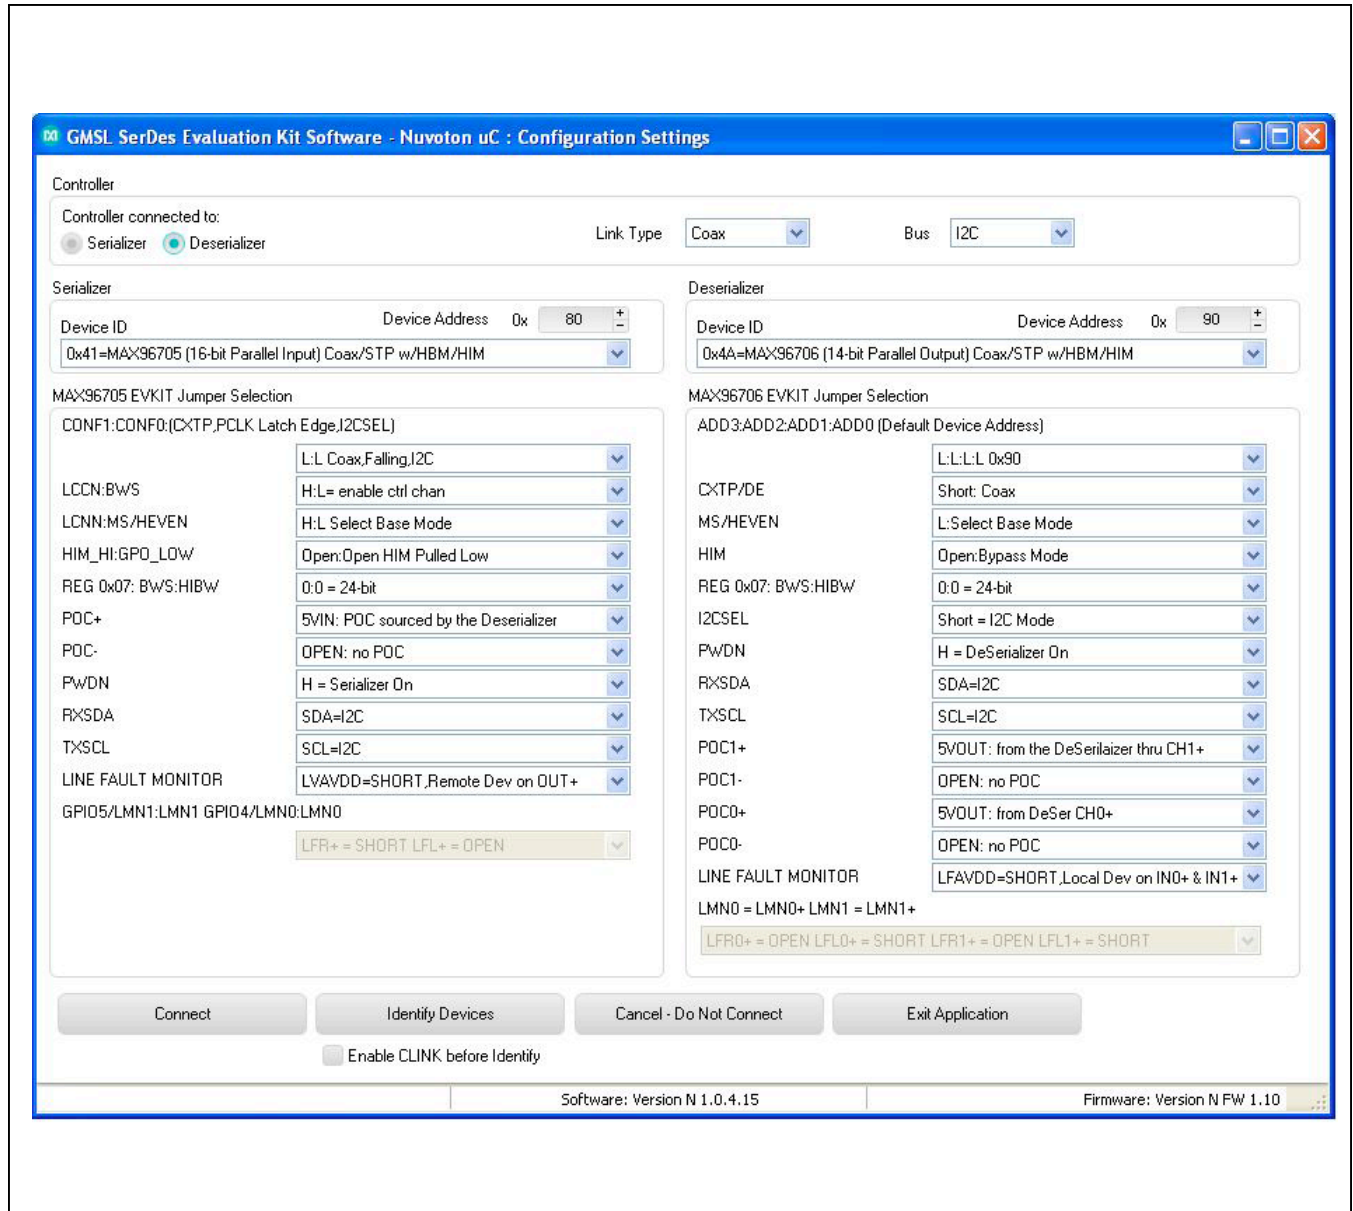 GMSL SerDes Evaluation Kit Software - Nuvoton uC : Configuration Settings
Controller
Controller connected to:
Serializer Deserializer
Link Type Coax
Bus I2C
Serializer
Device ID
Device Address 0x 80
0x41=MAX96705 (16-bit Parallel Input) Coax/STP w/HBM/HIM
Deserializer
Device ID
Device Address 0x 90
0x4A=MAX96706 (14-bit Parallel Output) Coax/STP w/HBM/HIM
MAX96705 EVKIT Jumper Selection
CONF1:CONF0:(CXTP,PCLK Latch Edge,I2CSEL)
L:L Coax,Falling,I2C
LCCN:BWS H:L= enable ctrl chan
LCNN:MS/HEVEN H:L Select Base Mode
HIM_HI:GPO_LOW Open:Open HIM Pulled Low
REG 0x07: BWS:HIBW 0:0 = 24-bit
POC+ 5VIN: POC sourced by the Deserializer
POC- OPEN: no POC
PWDN H = Serializer On
RXSDA SDA=I2C
TXSCL SCL=I2C
LINE FAULT MONITOR LVAVDD=SHORT,Remote Dev on OUT+
GPIO5/LMN1:LMN1 GPIO4/LMN0:LMN0
LFR+ = SHORT LFL+ = OPEN
MAX96706 EVKIT Jumper Selection
ADD3:ADD2:ADD1:ADD0 (Default Device Address)
L:L:L:L 0x90
CXTP/DE Short: Coax
MS/HEVEN L:Select Base Mode
HIM Open:Bypass Mode
REG 0x07: BWS:HIBW 0:0 = 24-bit
I2CSEL Short = I2C Mode
PWDN H = DeSerializer On
RXSDA SDA=I2C
TXSCL SCL=I2C
POC1+ 5VOUT: from the DeSerilaizer thru CH1+
POC1- OPEN: no POC
POC0+ 5VOUT: from DeSer CH0+
POC0- OPEN: no POC
LINE FAULT MONITOR LFAVDD=SHORT,Local Dev on IN0+ & IN1+
LMN0 = LMN0+ LMN1 = LMN1+
LFR0+ = OPEN LFL0+ = SHORT LFR1+ = OPEN LFL1+ = SHORT
Connect Identify Devices Cancel - Do Not Connect Exit Application
Enable CLINK before Identify
Software: Version N 1.0.4.15 Firmware: Version N FW 1.10